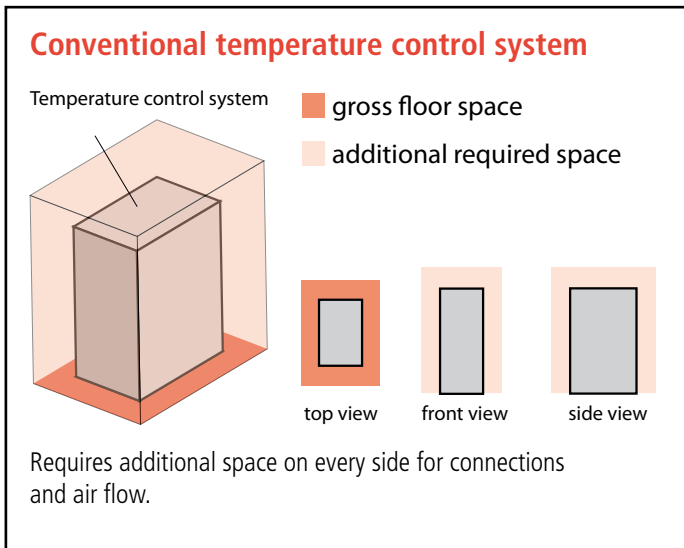 Conventional temperature control system
Temperature control system
gross floor space
additional required space
top view
front view
side view
Requires additional space on every side for connections
and air flow.